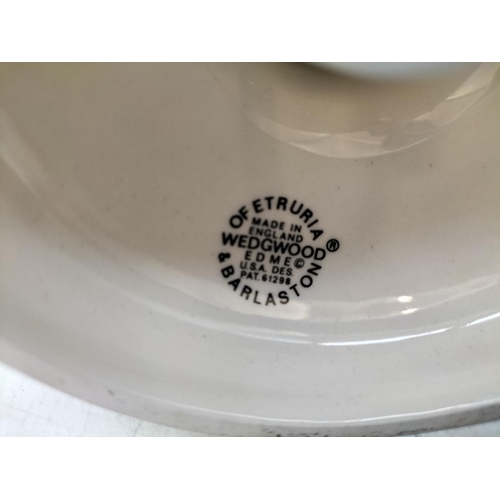 OF ETRURIA
MADE IN
ENGLAND
WEDGWOOD®
EDME©
U.S.A. DES.
PAT. 61298
& BARLASTON